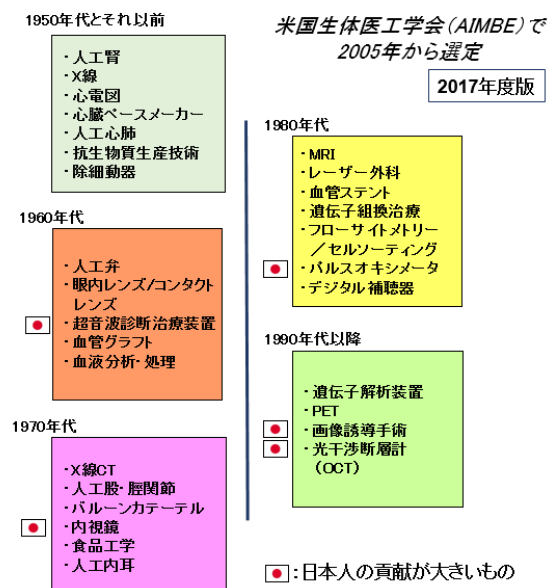 1950年代とそれ以前
・人工腎
・X線
・心電図
・心臓ペースメーカー
・人工心肺
・抗生物質生産技術
・除細動器
1960年代
・人工弁
・眼内レンズ/コンタクト
レンズ
・超音波診断治療装置
・血管グラフト
・血液分析・処理
1970年代
・X線CT
・人工股・膣関節
・バルーンカテーテル
・内視鏡
・食品工学
・人工内耳
米国生体医工学会(AIMBE)で
2005年から選定
2017年度版
1980年代
・MRI
・レーザー外科
・血管ステント
・遺伝子組換治療
・フローサイトメトリー
／セルソーティング
・パルスオキシメータ
・デジタル補聴器
1990年代以降
・遺伝子解析装置
・PET
・画像誘導手術
・光干渉断層計
(OCT)
:日本人の貢献が大きいもの